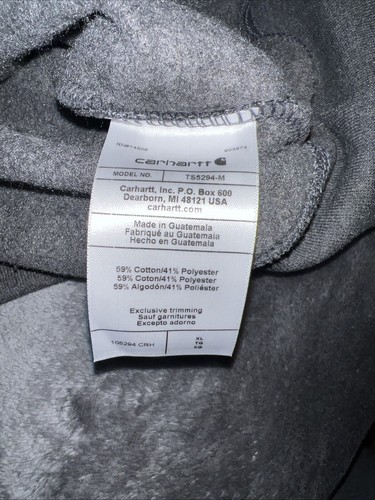 carhartt
MODEL NO. TS5294-M
Carhartt, Inc. P.O. Box 600
Dearborn, MI 48121 USA
carhartt.com
Made in Guatemala
Fabriqué au Guatemala
Hecho en Guatemala
59% Cotton/41% Polyester
59% Coton/41% Polyester
59% Algodón/41% Poliéster
Exclusive trimming
Sauf garnitures
Excepto adorno
105294 CRH
XL
TG
EG